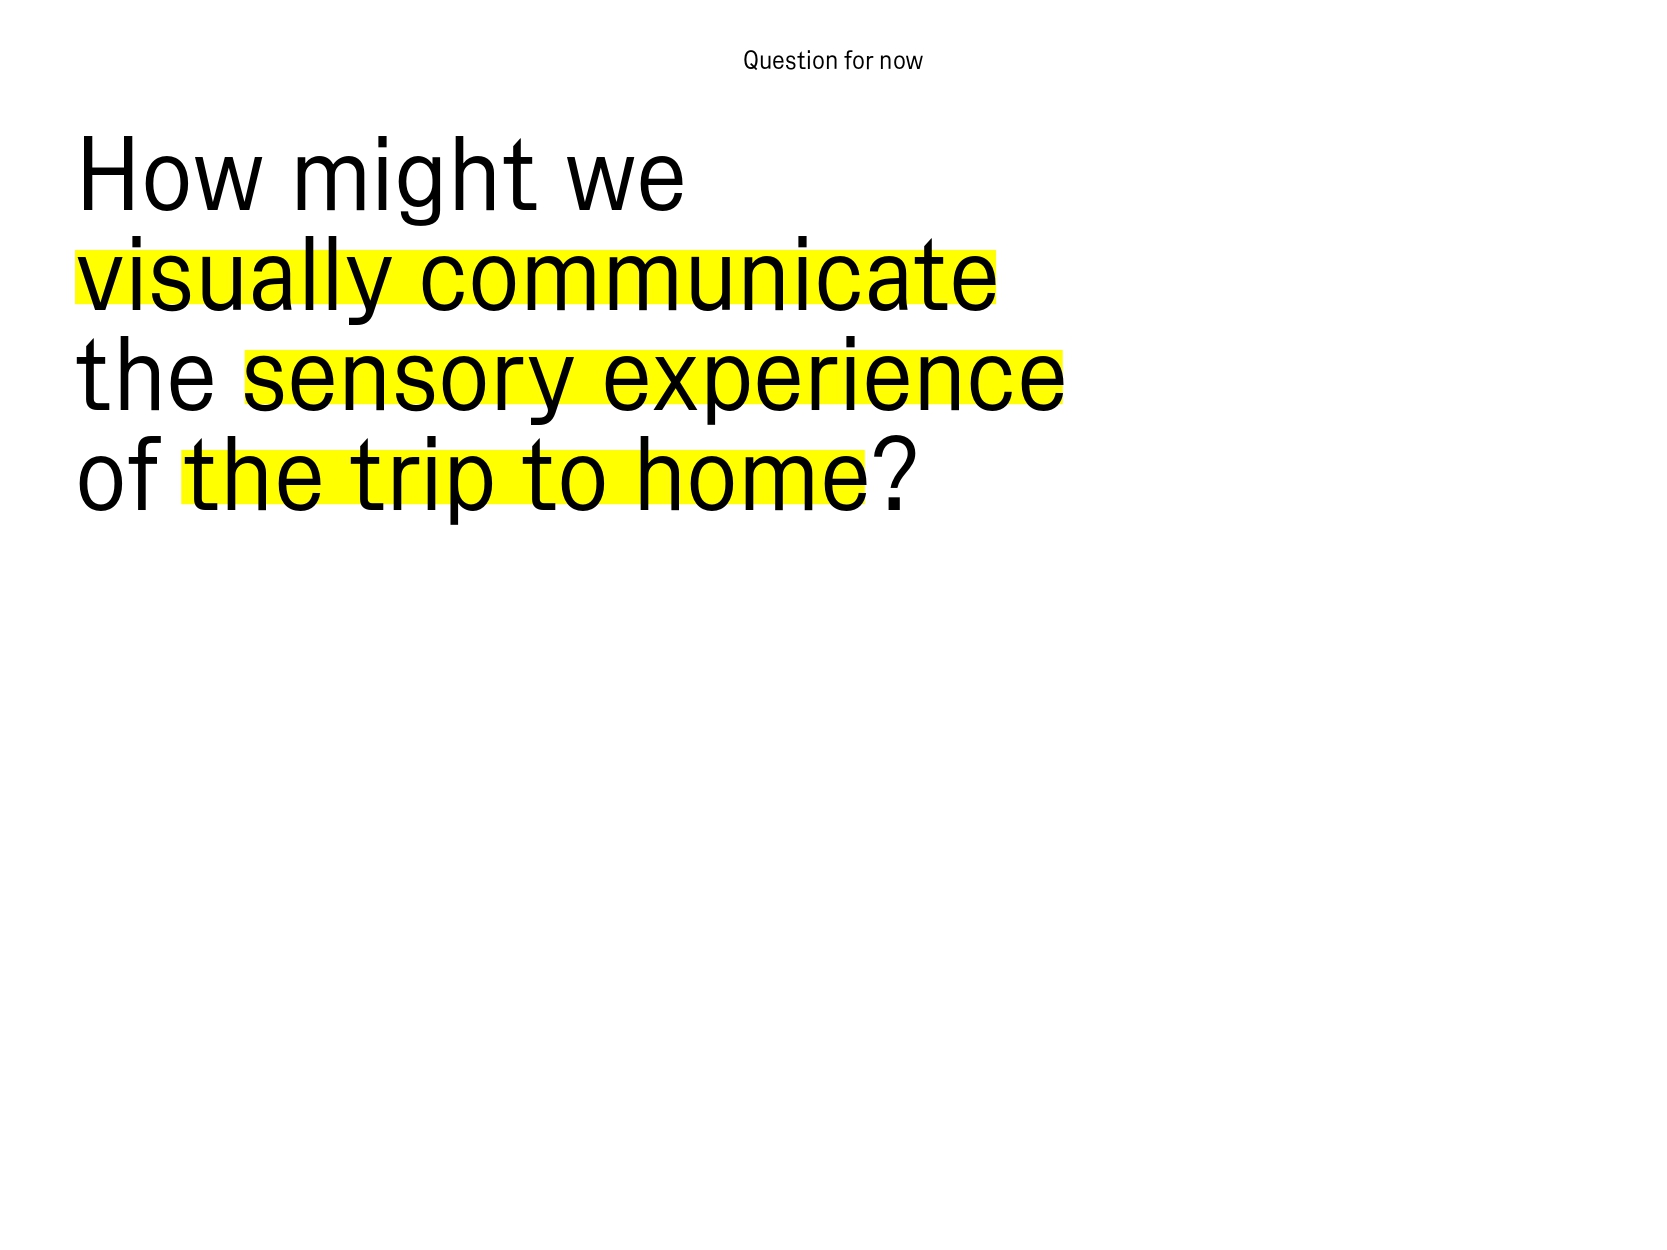 Question for now
How might we
visually communicate
the sensory experience
of the trip to home?